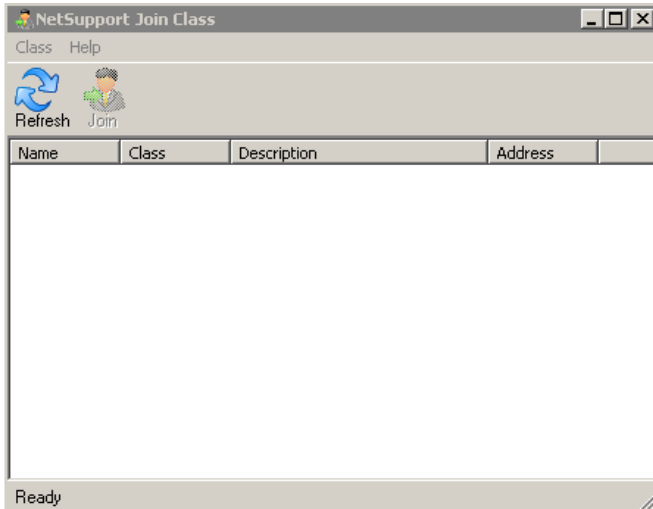 NetSupport Join Class
Class Help
Refresh Join
Name Class Description Address
Ready